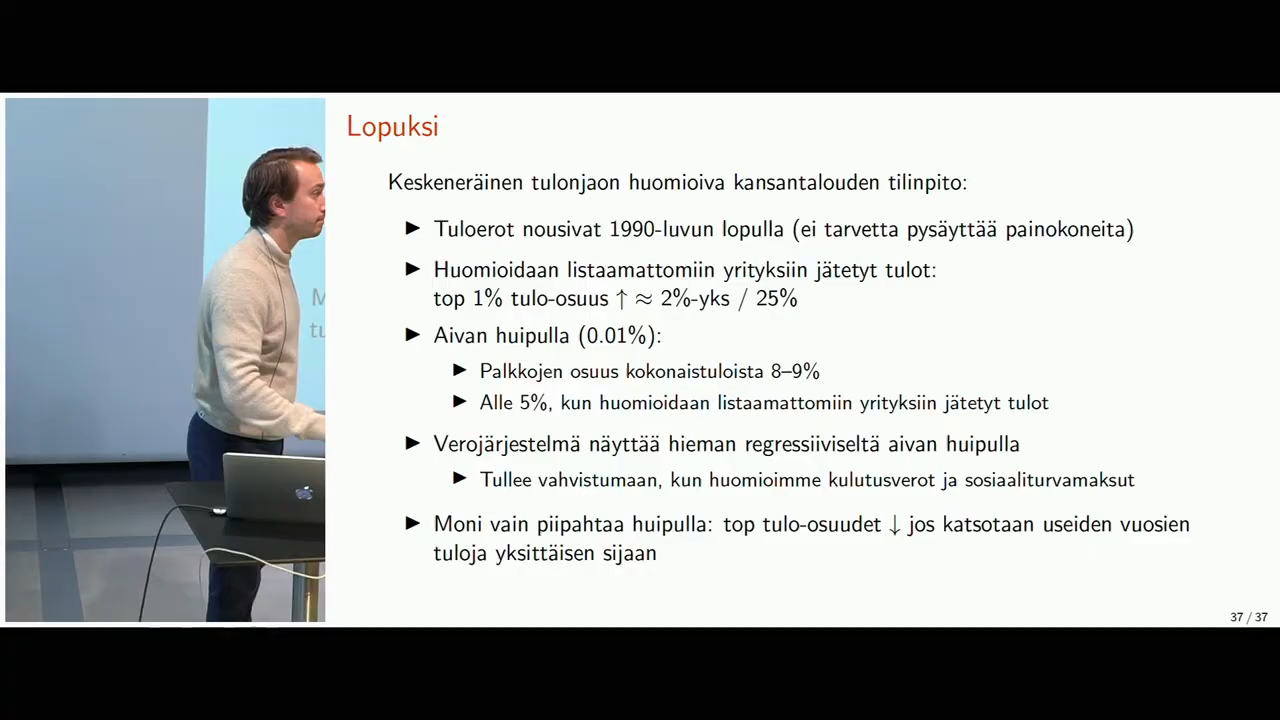 Lopuksi
Keskeneräinen tulonjaon huomioiva kansantalouden tilinpito:
▶ Tuloerot nousivat 1990-luvun lopulla (ei tarvetta pysäyttää painokoneita)
▶ Huomioidaan listaamattomiin yrityksiin jätetyt tulot:
top 1% tulo-osuus ↑ ≈ 2%-yks / 25%
▶ Aivan huipulla (0.01%):
▶ Palkkojen osuus kokonaistuloista 8–9%
▶ Alle 5%, kun huomioidaan listaamattomiin yrityksiin jätetyt tulot
▶ Verojärjestelmä näyttää hieman regressiiviseltä aivan huipulla
▶ Tullee vahvistumaan, kun huomioimme kulutusverot ja sosiaaliturvamaksut
▶ Moni vain piipahtaa huipulla: top tulo-osuudet ↓ jos katsotaan useiden vuosien
tuloja yksittäisen sijaan
37 / 37